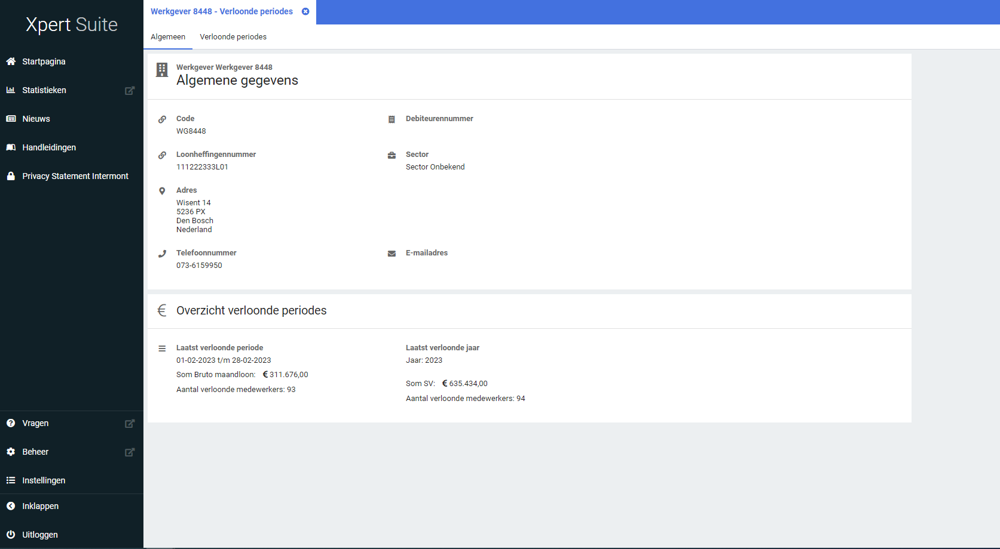 Xpert Suite
Startpagina
Statistieken
Nieuws
Handleidingen
Privacy Statement Intermont
Vragen
Beheer
Instellingen
Inklappen
Uitloggen
Werkgever 8448 - Verloonde periodes
Algemeen Verloonde periodes
Werkgever Werkgever 8448
Algemene gegevens
Code
WG8448
Debiteurennummer
Loonheffingennummer
111222333L01
Sector
Sector Onbekend
Adres
Wisent 14
5236 PX
Den Bosch
Nederland
Telefoonnummer
073-6159950
E-mailadres
€ Overzicht verloonde periodes
Laatst verloonde periode
01-02-2023 t/m 28-02-2023
Som Bruto maandloon: € 311.676,00
Aantal verloonde medewerkers: 93
Laatst verloonde jaar
Jaar: 2023
Som SV: € 635.434,00
Aantal verloonde medewerkers: 94